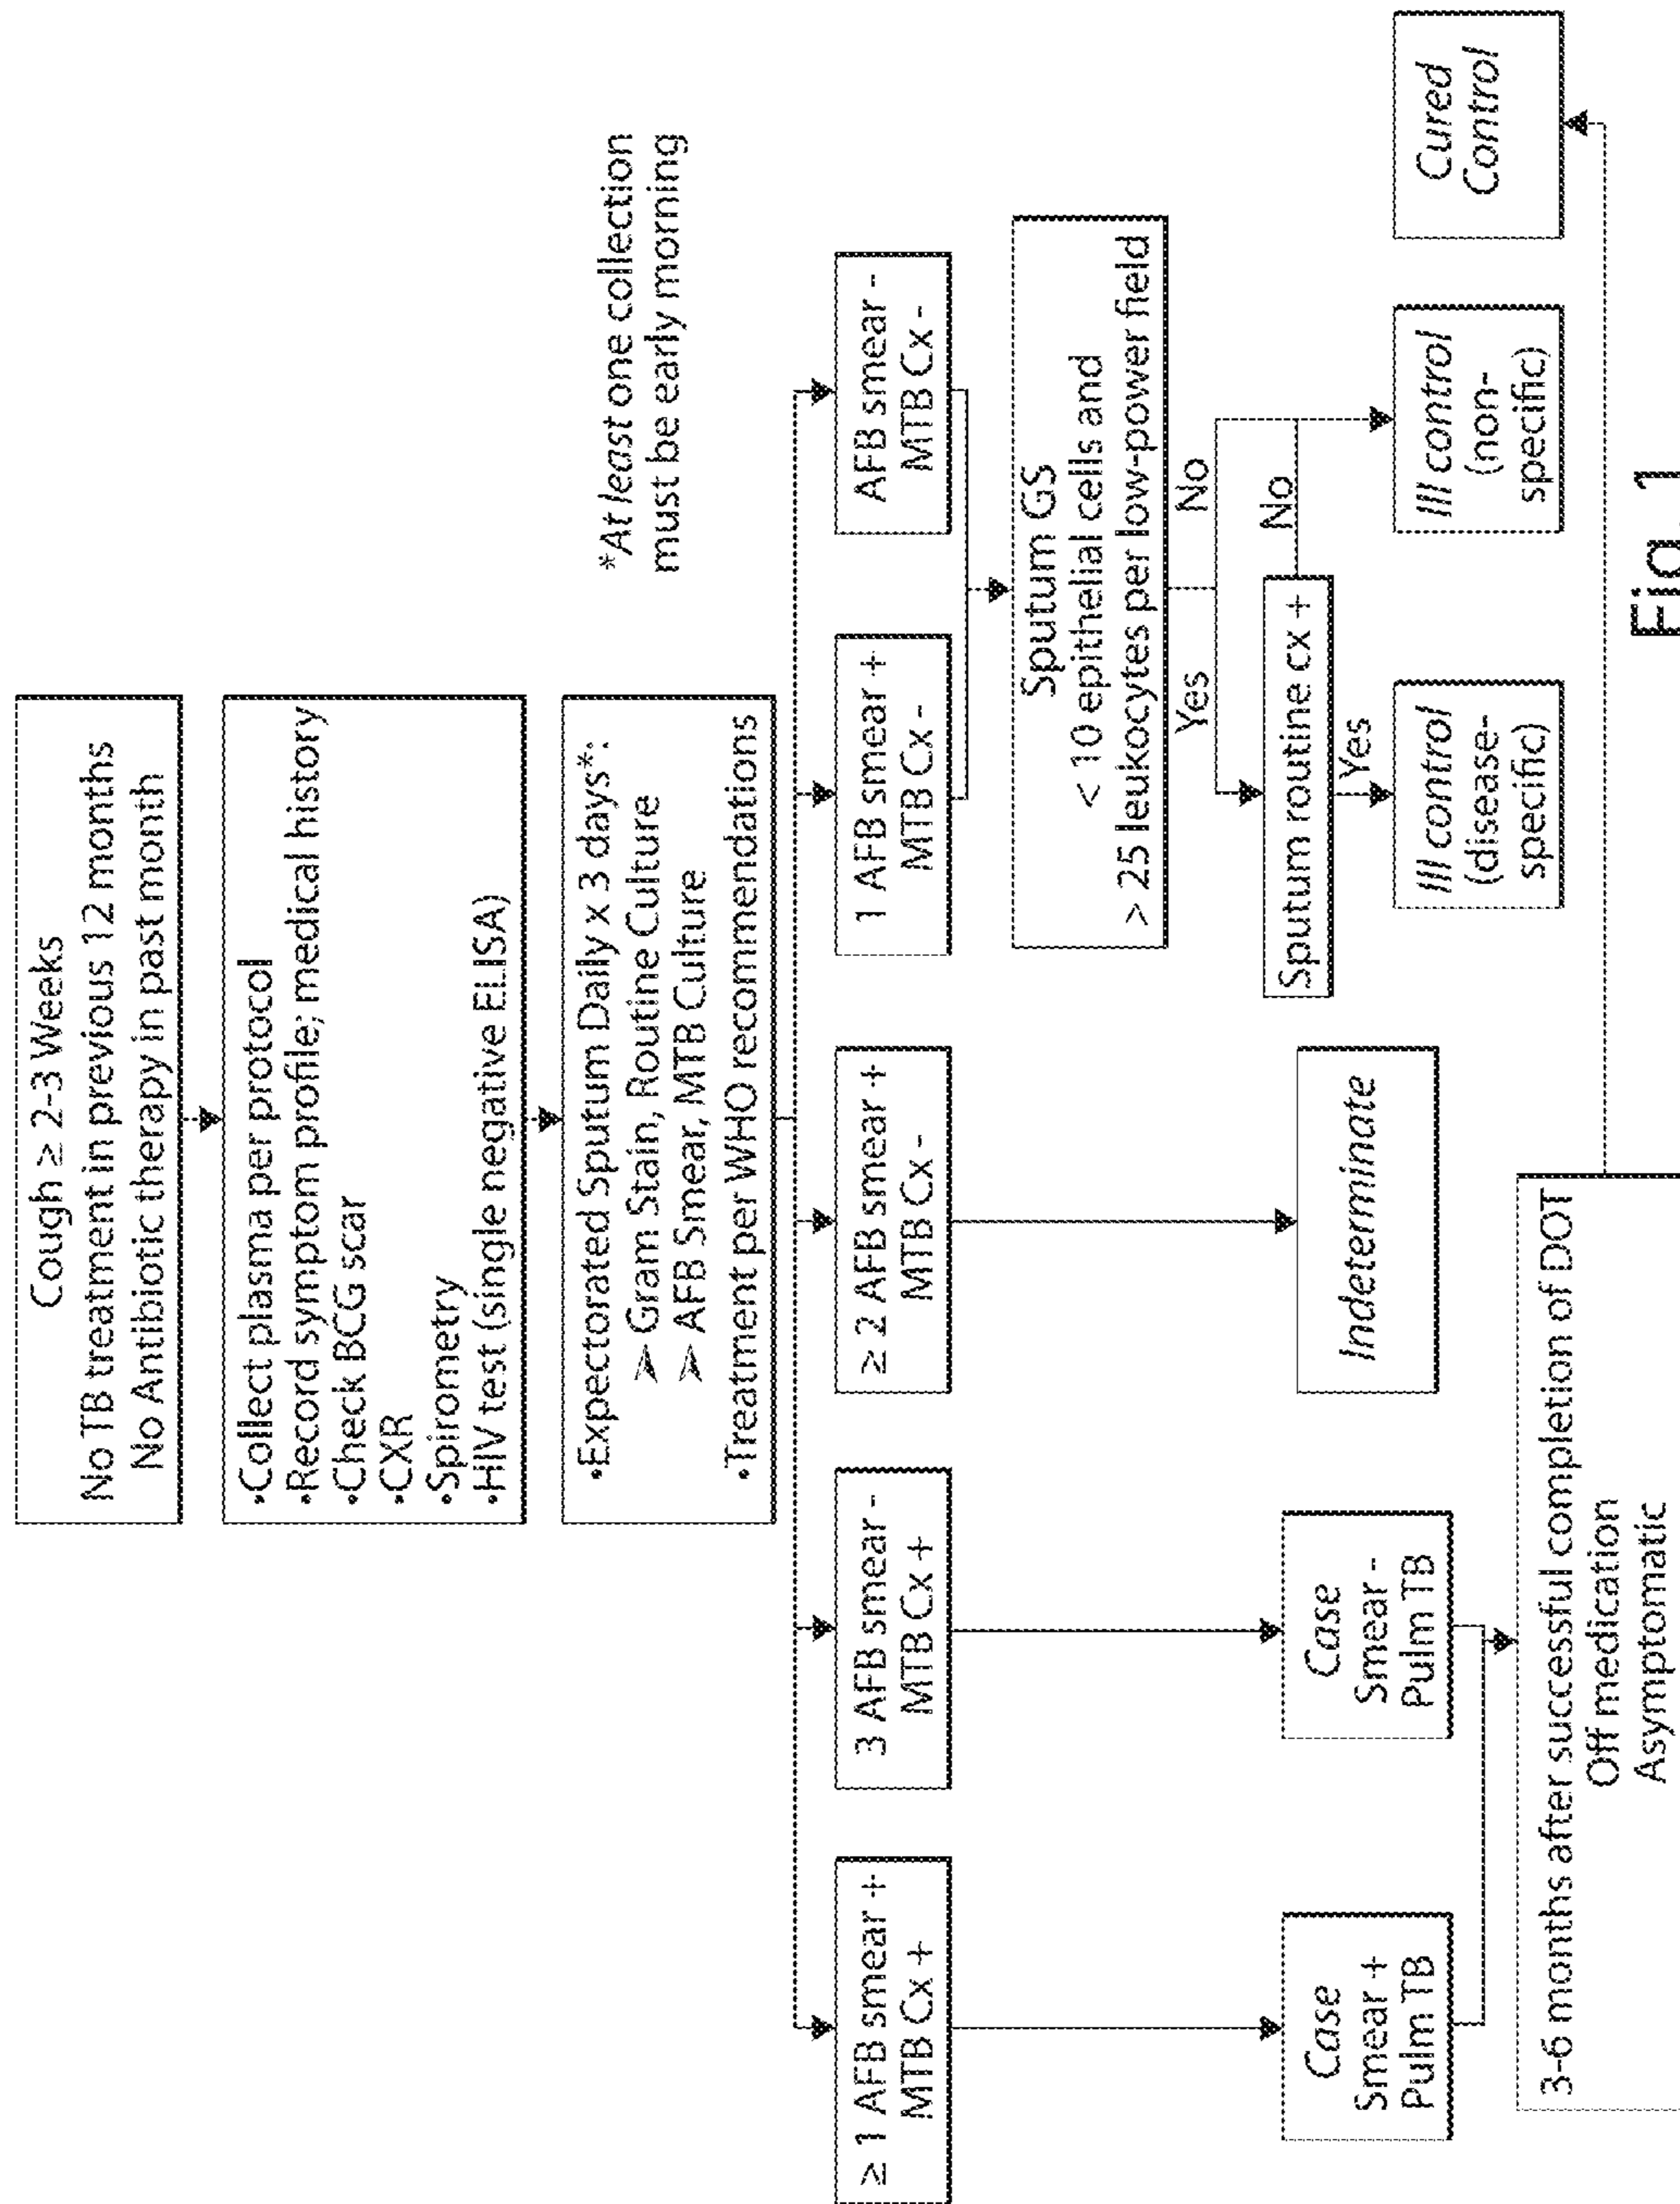 Cough ≥ 2-3 Weeks
No TB treatment in previous 12 months
No Antibiotic therapy in past month
•Collect plasma per protocol
•Record symptom profile; medical history
•Check BCG scar
•CXR
•Spirometry
•HIV test (single negative ELISA)
•Expectorated Sputum Daily x 3 days*:
➢ Gram Stain, Routine Culture
➢ AFB Smear, MTB Culture
•Treatment per WHO recommendations
*At least one collection
must be early morning
≥ 1 AFB smear +
MTB Cx +
3 AFB smear -
MTB Cx +
≥ 2 AFB smear +
MTB Cx -
1 AFB smear +
MTB Cx -
AFB smear -
MTB Cx -
Sputum GS
< 10 epithelial cells and
> 25 leukocytes per low-power field
Yes
No
Sputum routine cx +
No
Yes
Case
Smear +
Pulm TB
Case
Smear -
Pulm TB
Indeterminate
Ill control
(disease-
specific)
Ill control
(non-
specific)
Cured
Control
3-6 months after successful completion of DOT
Off medication
Asymptomatic
Fig. 1